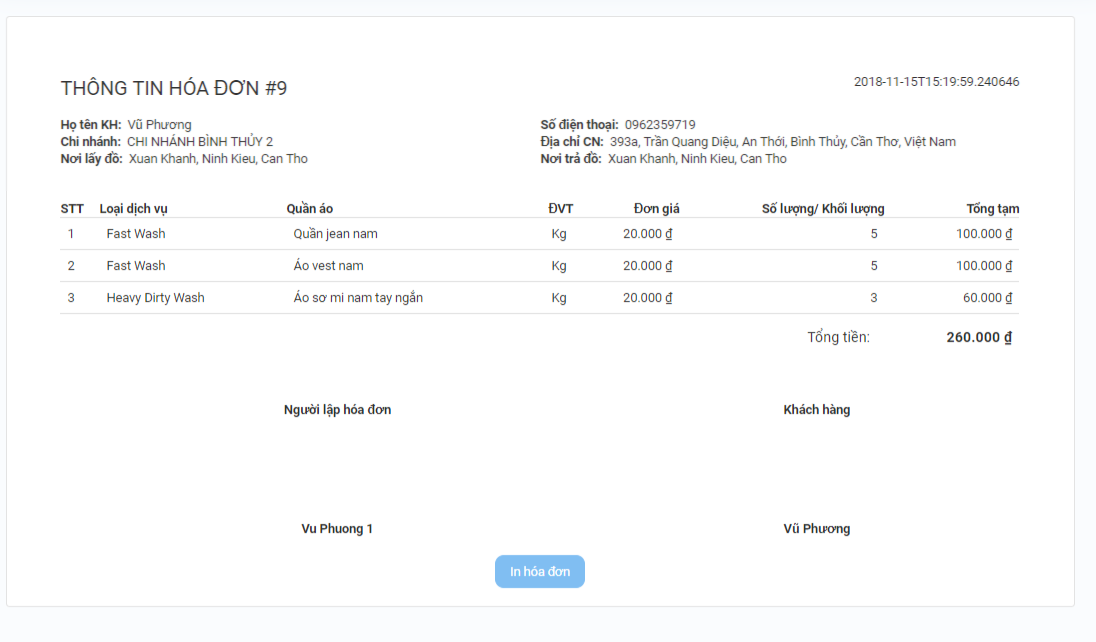 THÔNG TIN HÓA ĐƠN #9
2018-11-15T15:19:59.240646
Họ tên KH: Vũ Phương
Số điện thoại: 0962359719
Chi nhánh: CHI NHÁNH BÌNH THỦY 2
Địa chỉ CN: 393a, Trần Quang Diệu, An Thới, Bình Thủy, Cần Thơ, Việt Nam
Nơi lấy đồ: Xuan Khanh, Ninh Kieu, Can Tho
Nơi trả đồ: Xuan Khanh, Ninh Kieu, Can Tho
STT Loại dịch vụ Quần áo ĐVT Đơn giá Số lượng/ Khối lượng Tổng tạm
1 Fast Wash Quần jean nam Kg 20.000 ₫ 5 100.000 ₫
2 Fast Wash Áo vest nam Kg 20.000 ₫ 5 100.000 ₫
3 Heavy Dirty Wash Áo sơ mi nam tay ngắn Kg 20.000 ₫ 3 60.000 ₫
Tổng tiền: 260.000 ₫
Người lập hóa đơn Khách hàng
Vu Phuong 1 Vũ Phương
In hóa đơn